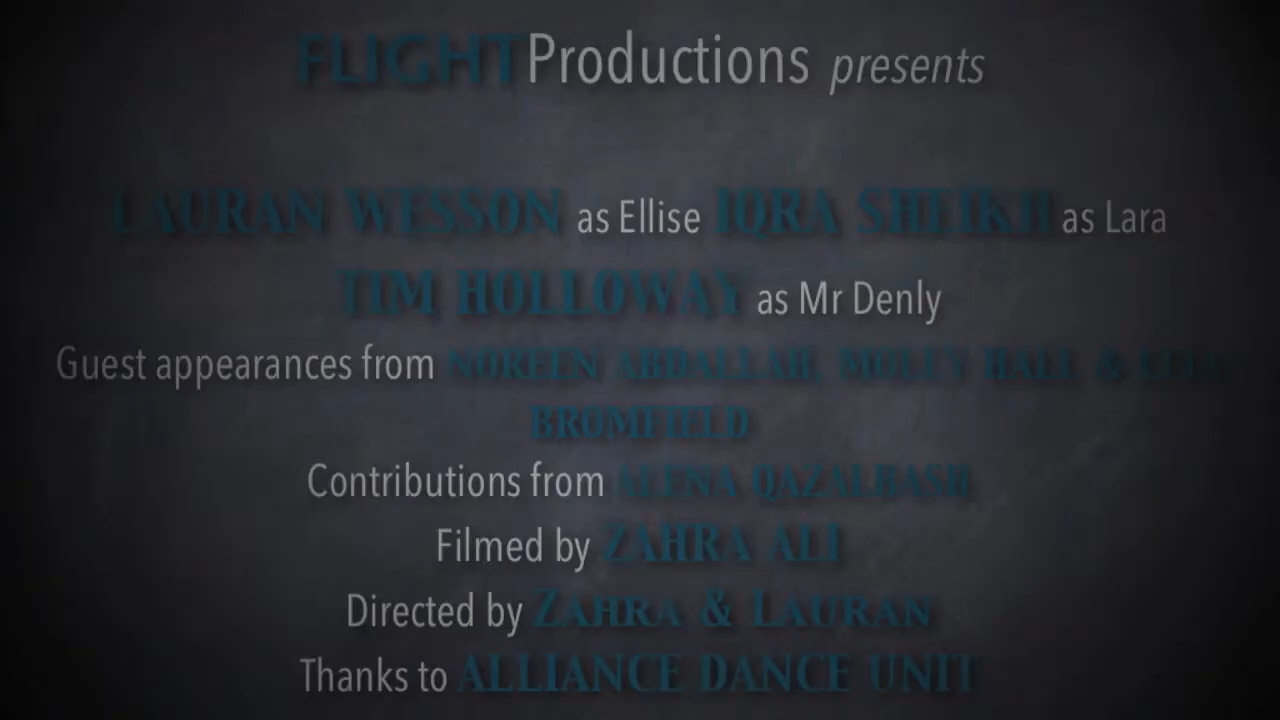 FLIGHT Productions presents
LAURAN WESSON as Ellise IQRA SHEIKH as Lara
TIM HOLLOWAY as Mr Denly
Guest appearances from NOREEN ABDALLAH, MOLLY HALL &
BROMFIELD
Contributions from ALENA QAZALBASH
Filmed by ZAHRA ALI
Directed by ZAHRA & LAURAN
Thanks to ALLIANCE DANCE UNIT